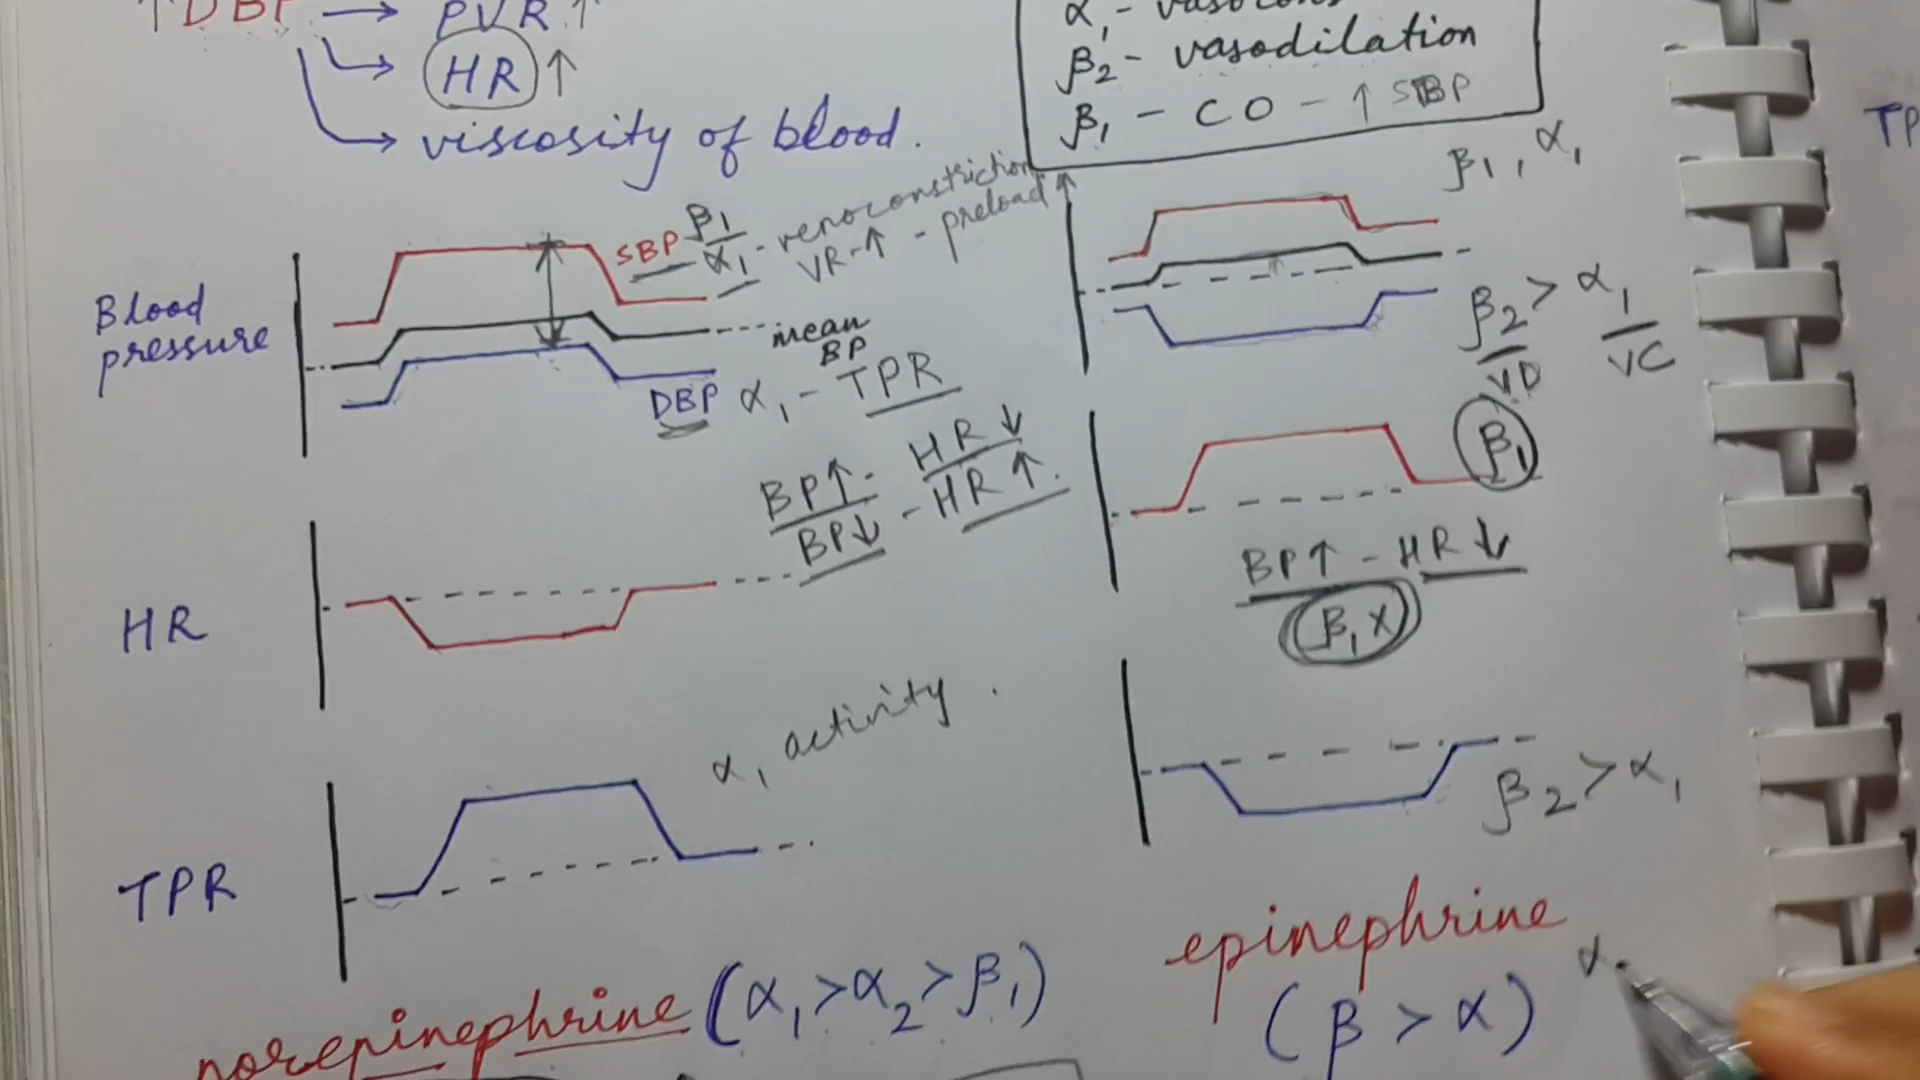 ↑ DBP → PVR ↑
→ HR ↑
→ viscosity of blood.
α₁ -
β₂ - vasodilation
β₁ - CO - ↑ SBP
Blood pressure
SBP β₁
α₁ - venoconstriction
VR - ↑ - preload ↑
mean BP
DBP α₁ - TPR
β₁, α₁
β₂ > α₁
VD VC
HR
BP↑ - HR↓
BP↓ - HR↑.
β₁
BP↑ - HR↓
β₁ X
TPR
α₁ activity.
β₂ > α₁
norepinephrine (α₁ > α₂ > β₁)
epinephrine
(β > α) α
TP